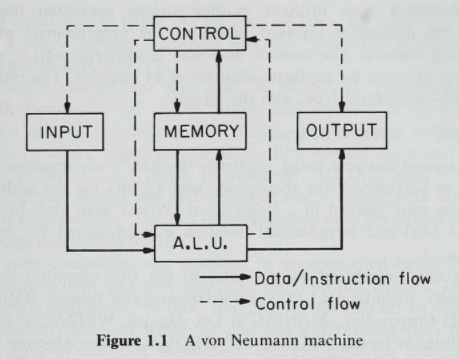 CONTROL
INPUT
MEMORY
OUTPUT
A.L.U.
Data/Instruction flow
Control flow
Figure 1.1 A von Neumann machine